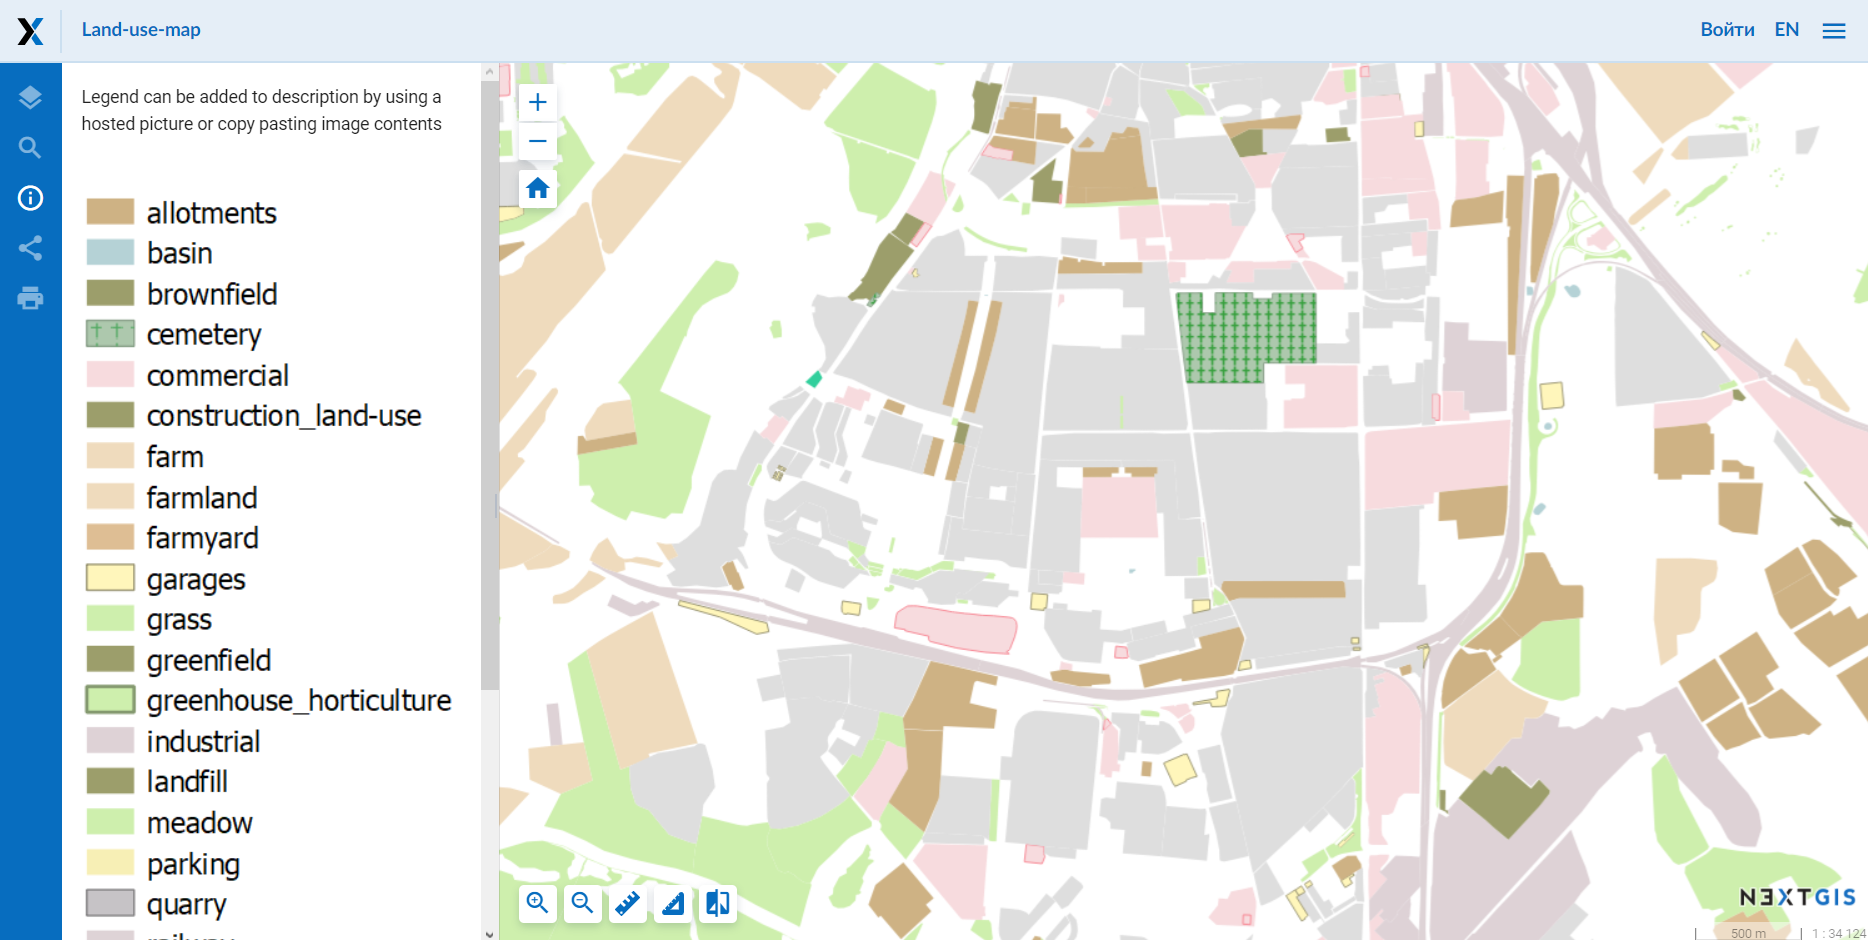 Land-use-map
Войти EN
Legend can be added to description by using a
hosted picture or copy pasting image contents
allotments
basin
brownfield
cemetery
commercial
construction_land-use
farm
farmland
farmyard
garages
grass
greenfield
greenhouse_horticulture
industrial
landfill
meadow
parking
quarry
railway
NEXTGIS
500 m
1 : 34 124